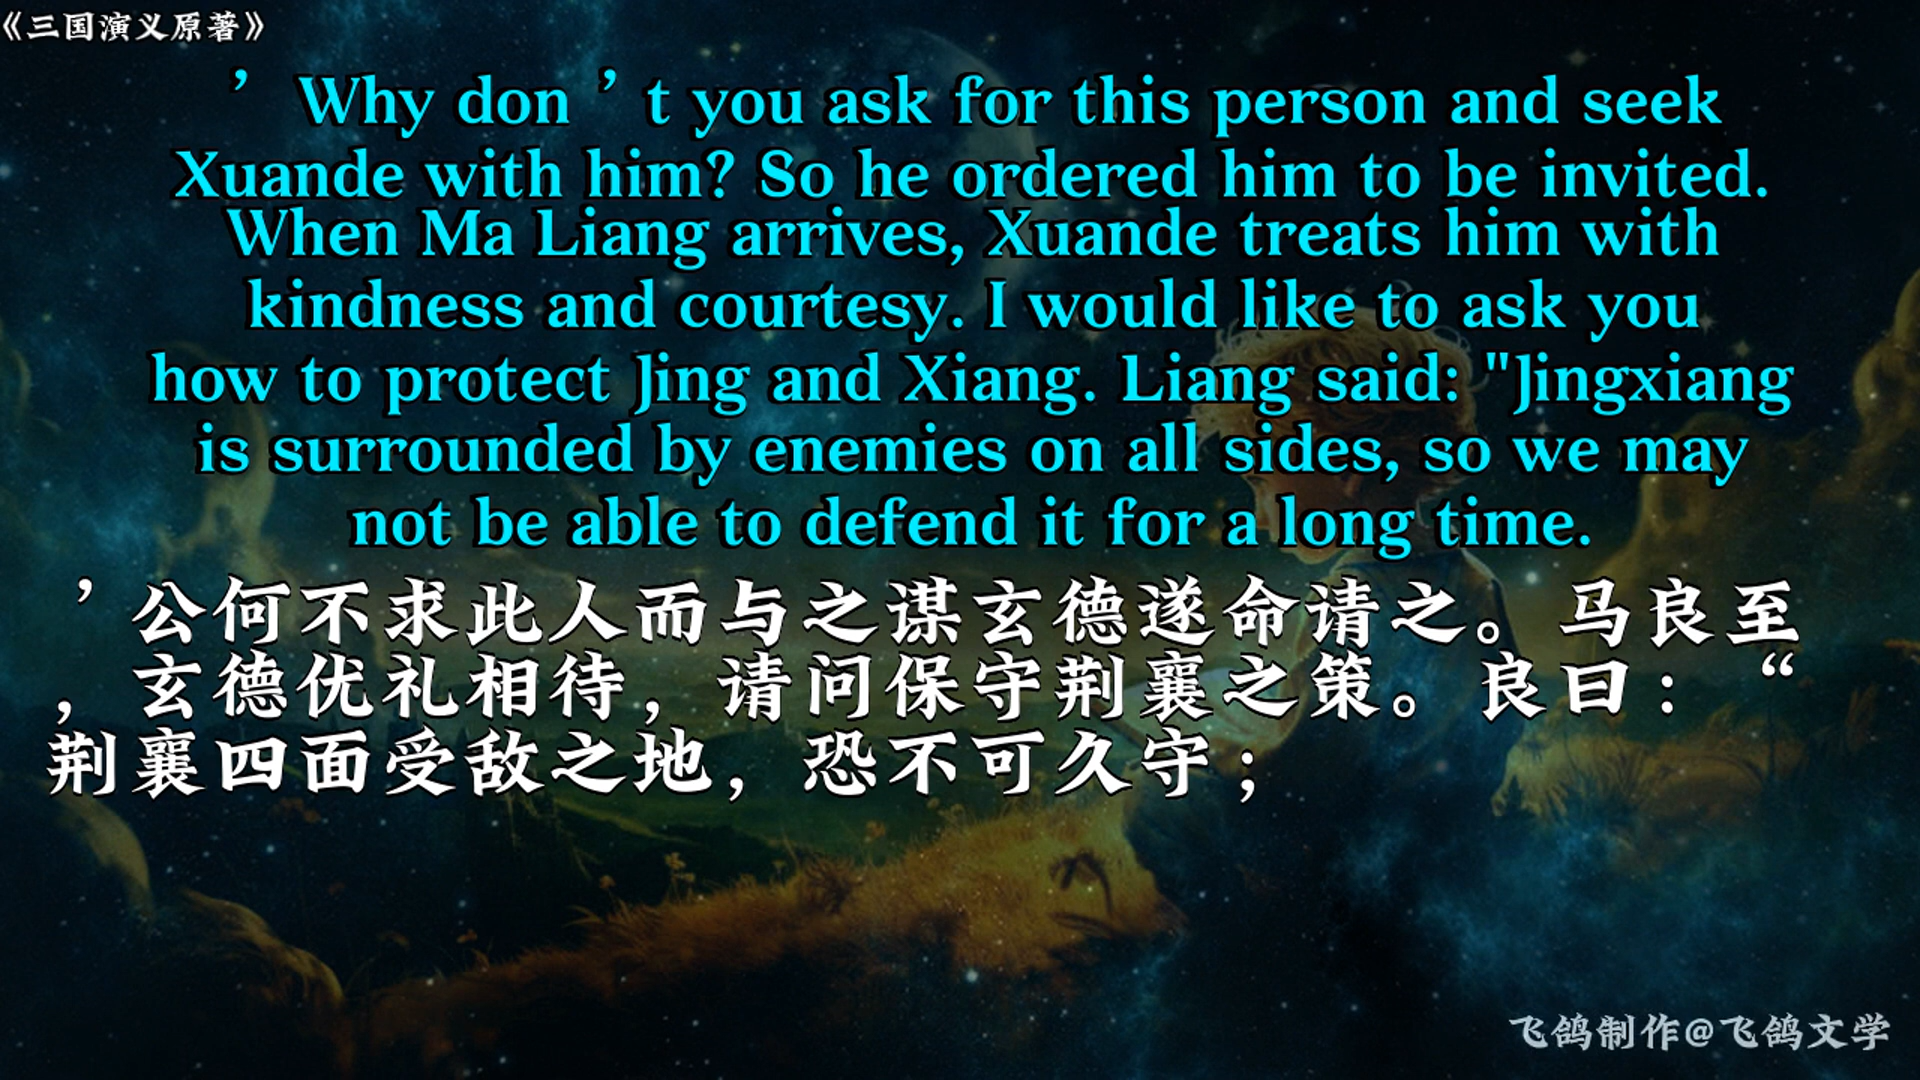 《三国演义原著》
’ Why don ’ t you ask for this person and seek
Xuande with him? So he ordered him to be invited.
When Ma Liang arrives, Xuande treats him with
kindness and courtesy. I would like to ask you
how to protect Jing and Xiang. Liang said: "Jingxiang
is surrounded by enemies on all sides, so we may
not be able to defend it for a long time.
’公何不求此人而与之谋玄德遂命请之。马良至
，玄德优礼相待，请问保守荆襄之策。良曰：“
荆襄四面受敌之地，恐不可久守；
飞鸽制作@飞鸽文学